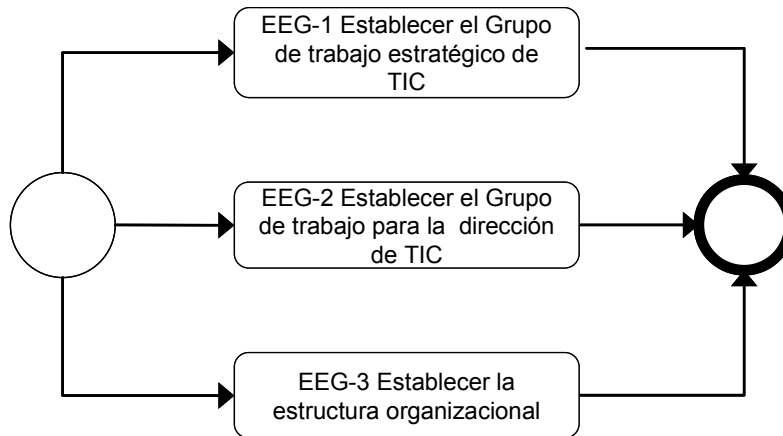 EEG-1 Establecer el Grupo
de trabajo estratégico de
TIC
EEG-2 Establecer el Grupo
de trabajo para la  dirección
de TIC
EEG-3 Establecer la
estructura organizacional